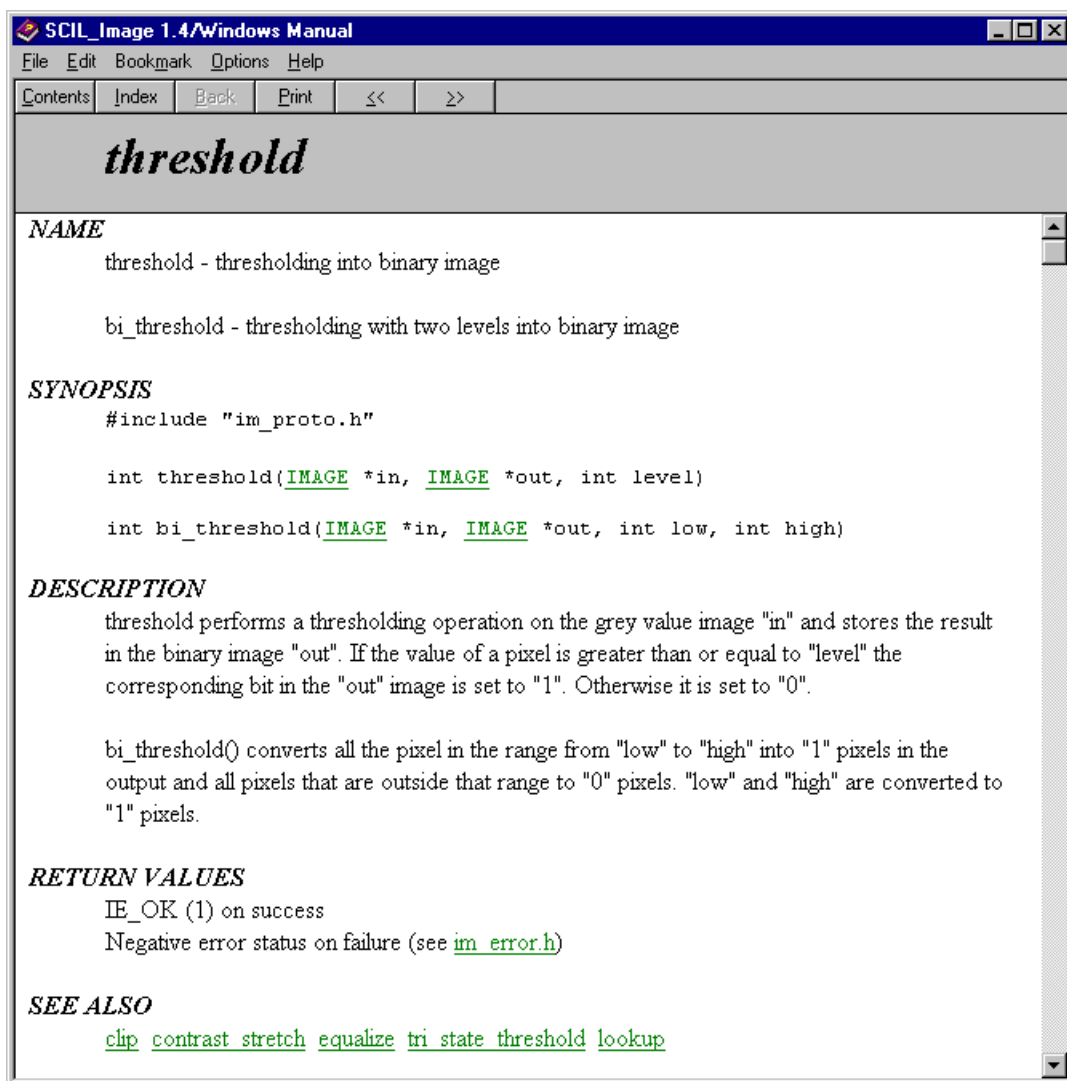 SCIL_Image 1.4/Windows Manual
File Edit Bookmark Options Help
Contents Index Back Print << >>
threshold
NAME
threshold - thresholding into binary image
bi_threshold - thresholding with two levels into binary image
SYNOPSIS
#include "im_proto.h"
int threshold(IMAGE *in, IMAGE *out, int level)
int bi_threshold(IMAGE *in, IMAGE *out, int low, int high)
DESCRIPTION
threshold performs a thresholding operation on the grey value image "in" and stores the result
in the binary image "out". If the value of a pixel is greater than or equal to "level" the
corresponding bit in the "out" image is set to "1". Otherwise it is set to "0".
bi_threshold() converts all the pixel in the range from "low" to "high" into "1" pixels in the
output and all pixels that are outside that range to "0" pixels. "low" and "high" are converted to
"1" pixels.
RETURN VALUES
IE_OK (1) on success
Negative error status on failure (see im_error.h)
SEE ALSO
clip contrast_stretch equalize tri_state_threshold lookup